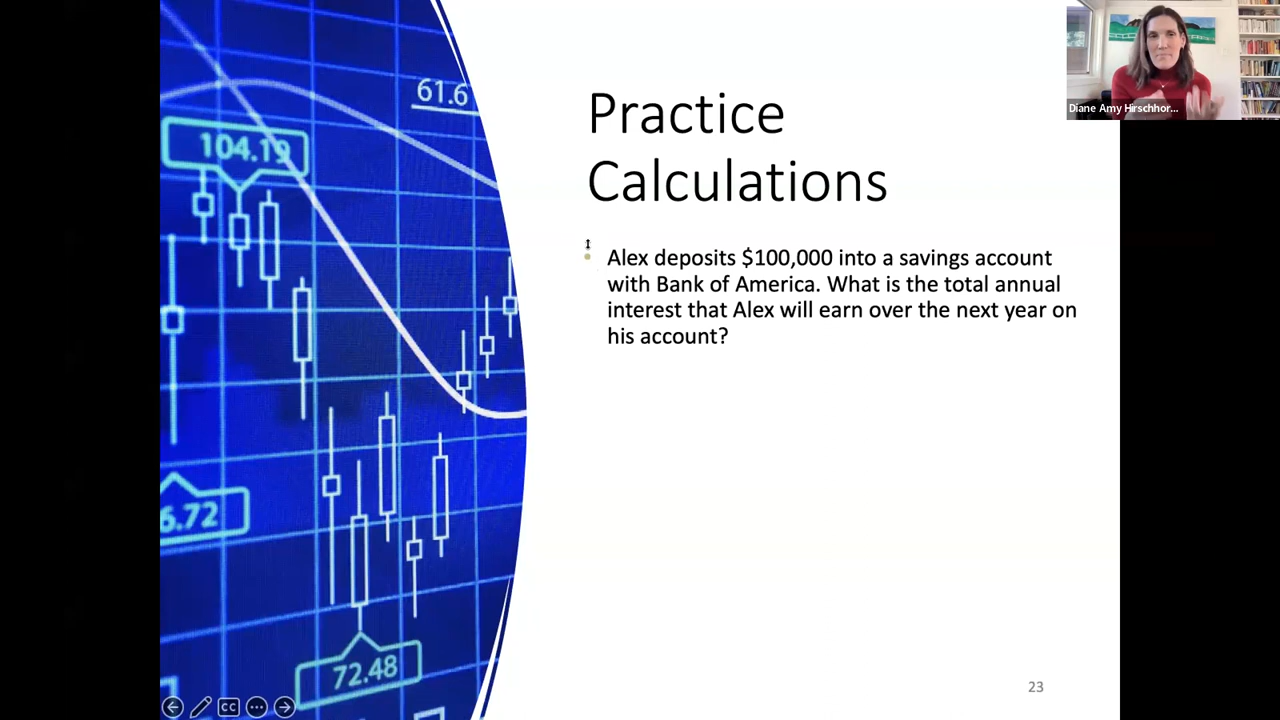 61.6
104.19
Practice
Calculations
Diane Amy Hirschhor...
Alex deposits $100,000 into a savings account
with Bank of America. What is the total annual
interest that Alex will earn over the next year on
his account?
6.72
72.48
23
CC